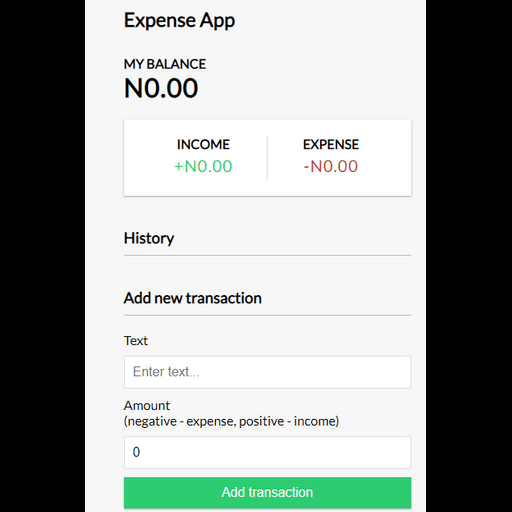 Expense App
MY BALANCE
N0.00
INCOME EXPENSE
+N0.00 -N0.00
History
Add new transaction
Text
Enter text...
Amount
(negative - expense, positive - income)
0
Add transaction